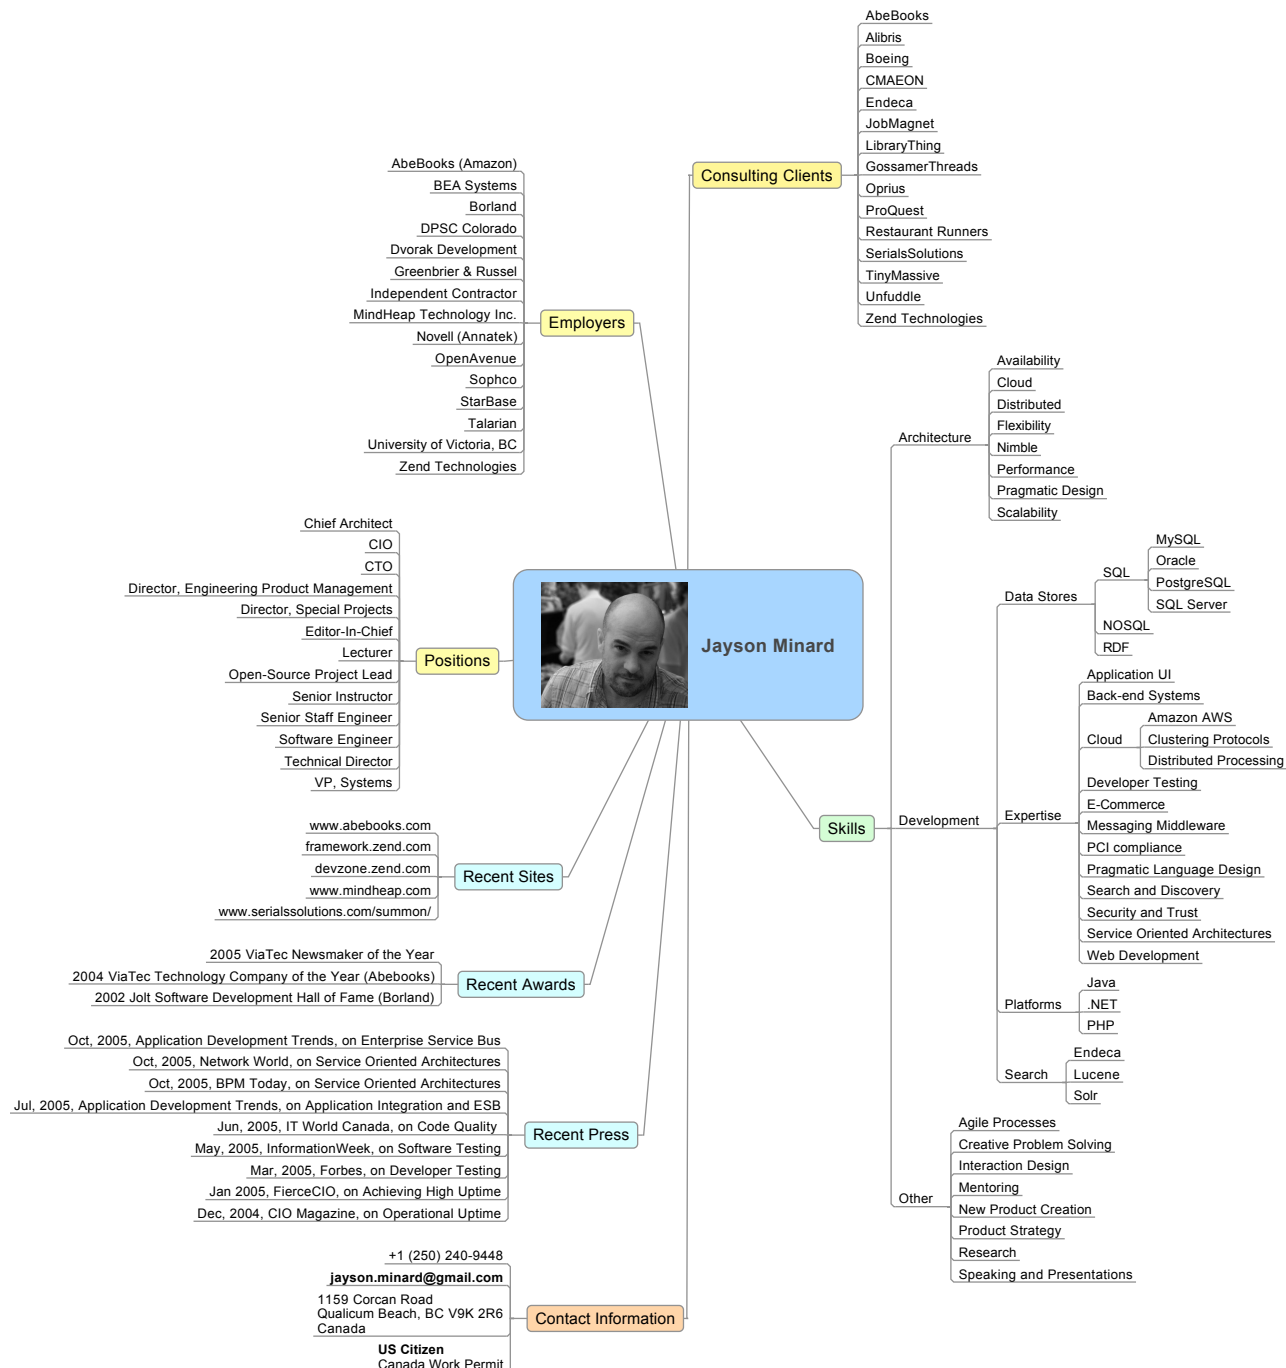 Jayson Minard
Consulting Clients
AbeBooks
Alibris
Boeing
CMAEON
Endeca
JobMagnet
LibraryThing
GossamerThreads
Oprius
ProQuest
Restaurant Runners
SerialsSolutions
TinyMassive
Unfuddle
Zend Technologies
Employers
AbeBooks (Amazon)
BEA Systems
Borland
DPSC Colorado
Dvorak Development
Greenbrier & Russel
Independent Contractor
MindHeap Technology Inc.
Novell (Annatek)
OpenAvenue
Sophco
StarBase
Talarian
University of Victoria, BC
Zend Technologies
Positions
Chief Architect
CIO
CTO
Director, Engineering Product Management
Director, Special Projects
Editor-In-Chief
Lecturer
Open-Source Project Lead
Senior Instructor
Senior Staff Engineer
Software Engineer
Technical Director
VP, Systems
Recent Sites
www.abebooks.com
framework.zend.com
devzone.zend.com
www.mindheap.com
www.serialssolutions.com/summon/
Recent Awards
2005 ViaTec Newsmaker of the Year
2004 ViaTec Technology Company of the Year (Abebooks)
2002 Jolt Software Development Hall of Fame (Borland)
Recent Press
Oct, 2005, Application Development Trends, on Enterprise Service Bus
Oct, 2005, Network World, on Service Oriented Architectures
Oct, 2005, BPM Today, on Service Oriented Architectures
Jul, 2005, Application Development Trends, on Application Integration and ESB
Jun, 2005, IT World Canada, on Code Quality
May, 2005, InformationWeek, on Software Testing
Mar, 2005, Forbes, on Developer Testing
Jan 2005, FierceCIO, on Achieving High Uptime
Dec, 2004, CIO Magazine, on Operational Uptime
Contact Information
+1 (250) 240-9448
jayson.minard@gmail.com
1159 Corcan Road
Qualicum Beach, BC V9K 2R6
Canada
US Citizen
Canada Work Permit
Skills
Architecture
Availability
Cloud
Distributed
Flexibility
Nimble
Performance
Pragmatic Design
Scalability
Development
Data Stores
SQL
MySQL
Oracle
PostgreSQL
SQL Server
NOSQL
RDF
Expertise
Application UI
Back-end Systems
Cloud
Amazon AWS
Clustering Protocols
Distributed Processing
Developer Testing
E-Commerce
Messaging Middleware
PCI compliance
Pragmatic Language Design
Search and Discovery
Security and Trust
Service Oriented Architectures
Web Development
Platforms
Java
.NET
PHP
Search
Endeca
Lucene
Solr
Other
Agile Processes
Creative Problem Solving
Interaction Design
Mentoring
New Product Creation
Product Strategy
Research
Speaking and Presentations